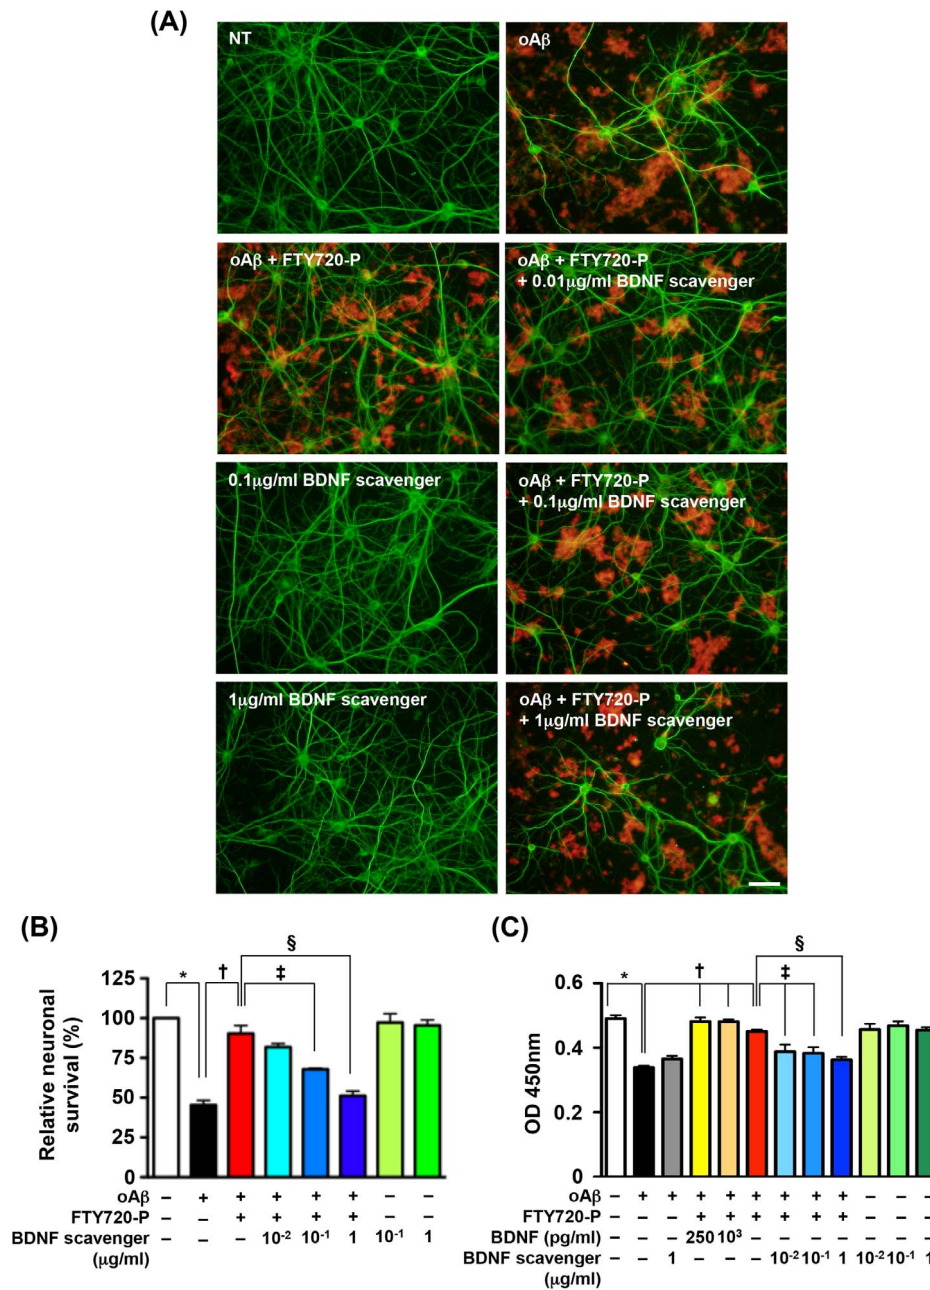 (A)
NT
oAβ
oAβ + FTY720-P
oAβ + FTY720-P
+ 0.01μg/ml BDNF scavenger
0.1μg/ml BDNF scavenger
oAβ + FTY720-P
+ 0.1μg/ml BDNF scavenger
1μg/ml BDNF scavenger
oAβ + FTY720-P
+ 1μg/ml BDNF scavenger
(B)
Relative neuronal
survival (%)
125
100
75
50
25
0
* † ‡ §
oAβ – + + + + + – –
FTY720-P – – + + + + – –
BDNF scavenger – – – 10⁻² 10⁻¹ 1 10⁻¹ 1
(μg/ml)
(C)
OD 450nm
0.6
0.4
0.2
0
* † ‡ §
oAβ – + + + + + + + + – – –
FTY720-P – – – + + + + + + – – –
BDNF (pg/ml) – – – 250 10³ – – – – – – –
BDNF scavenger – – 1 – – – 10⁻² 10⁻¹ 1 10⁻² 10⁻¹ 1
(μg/ml)